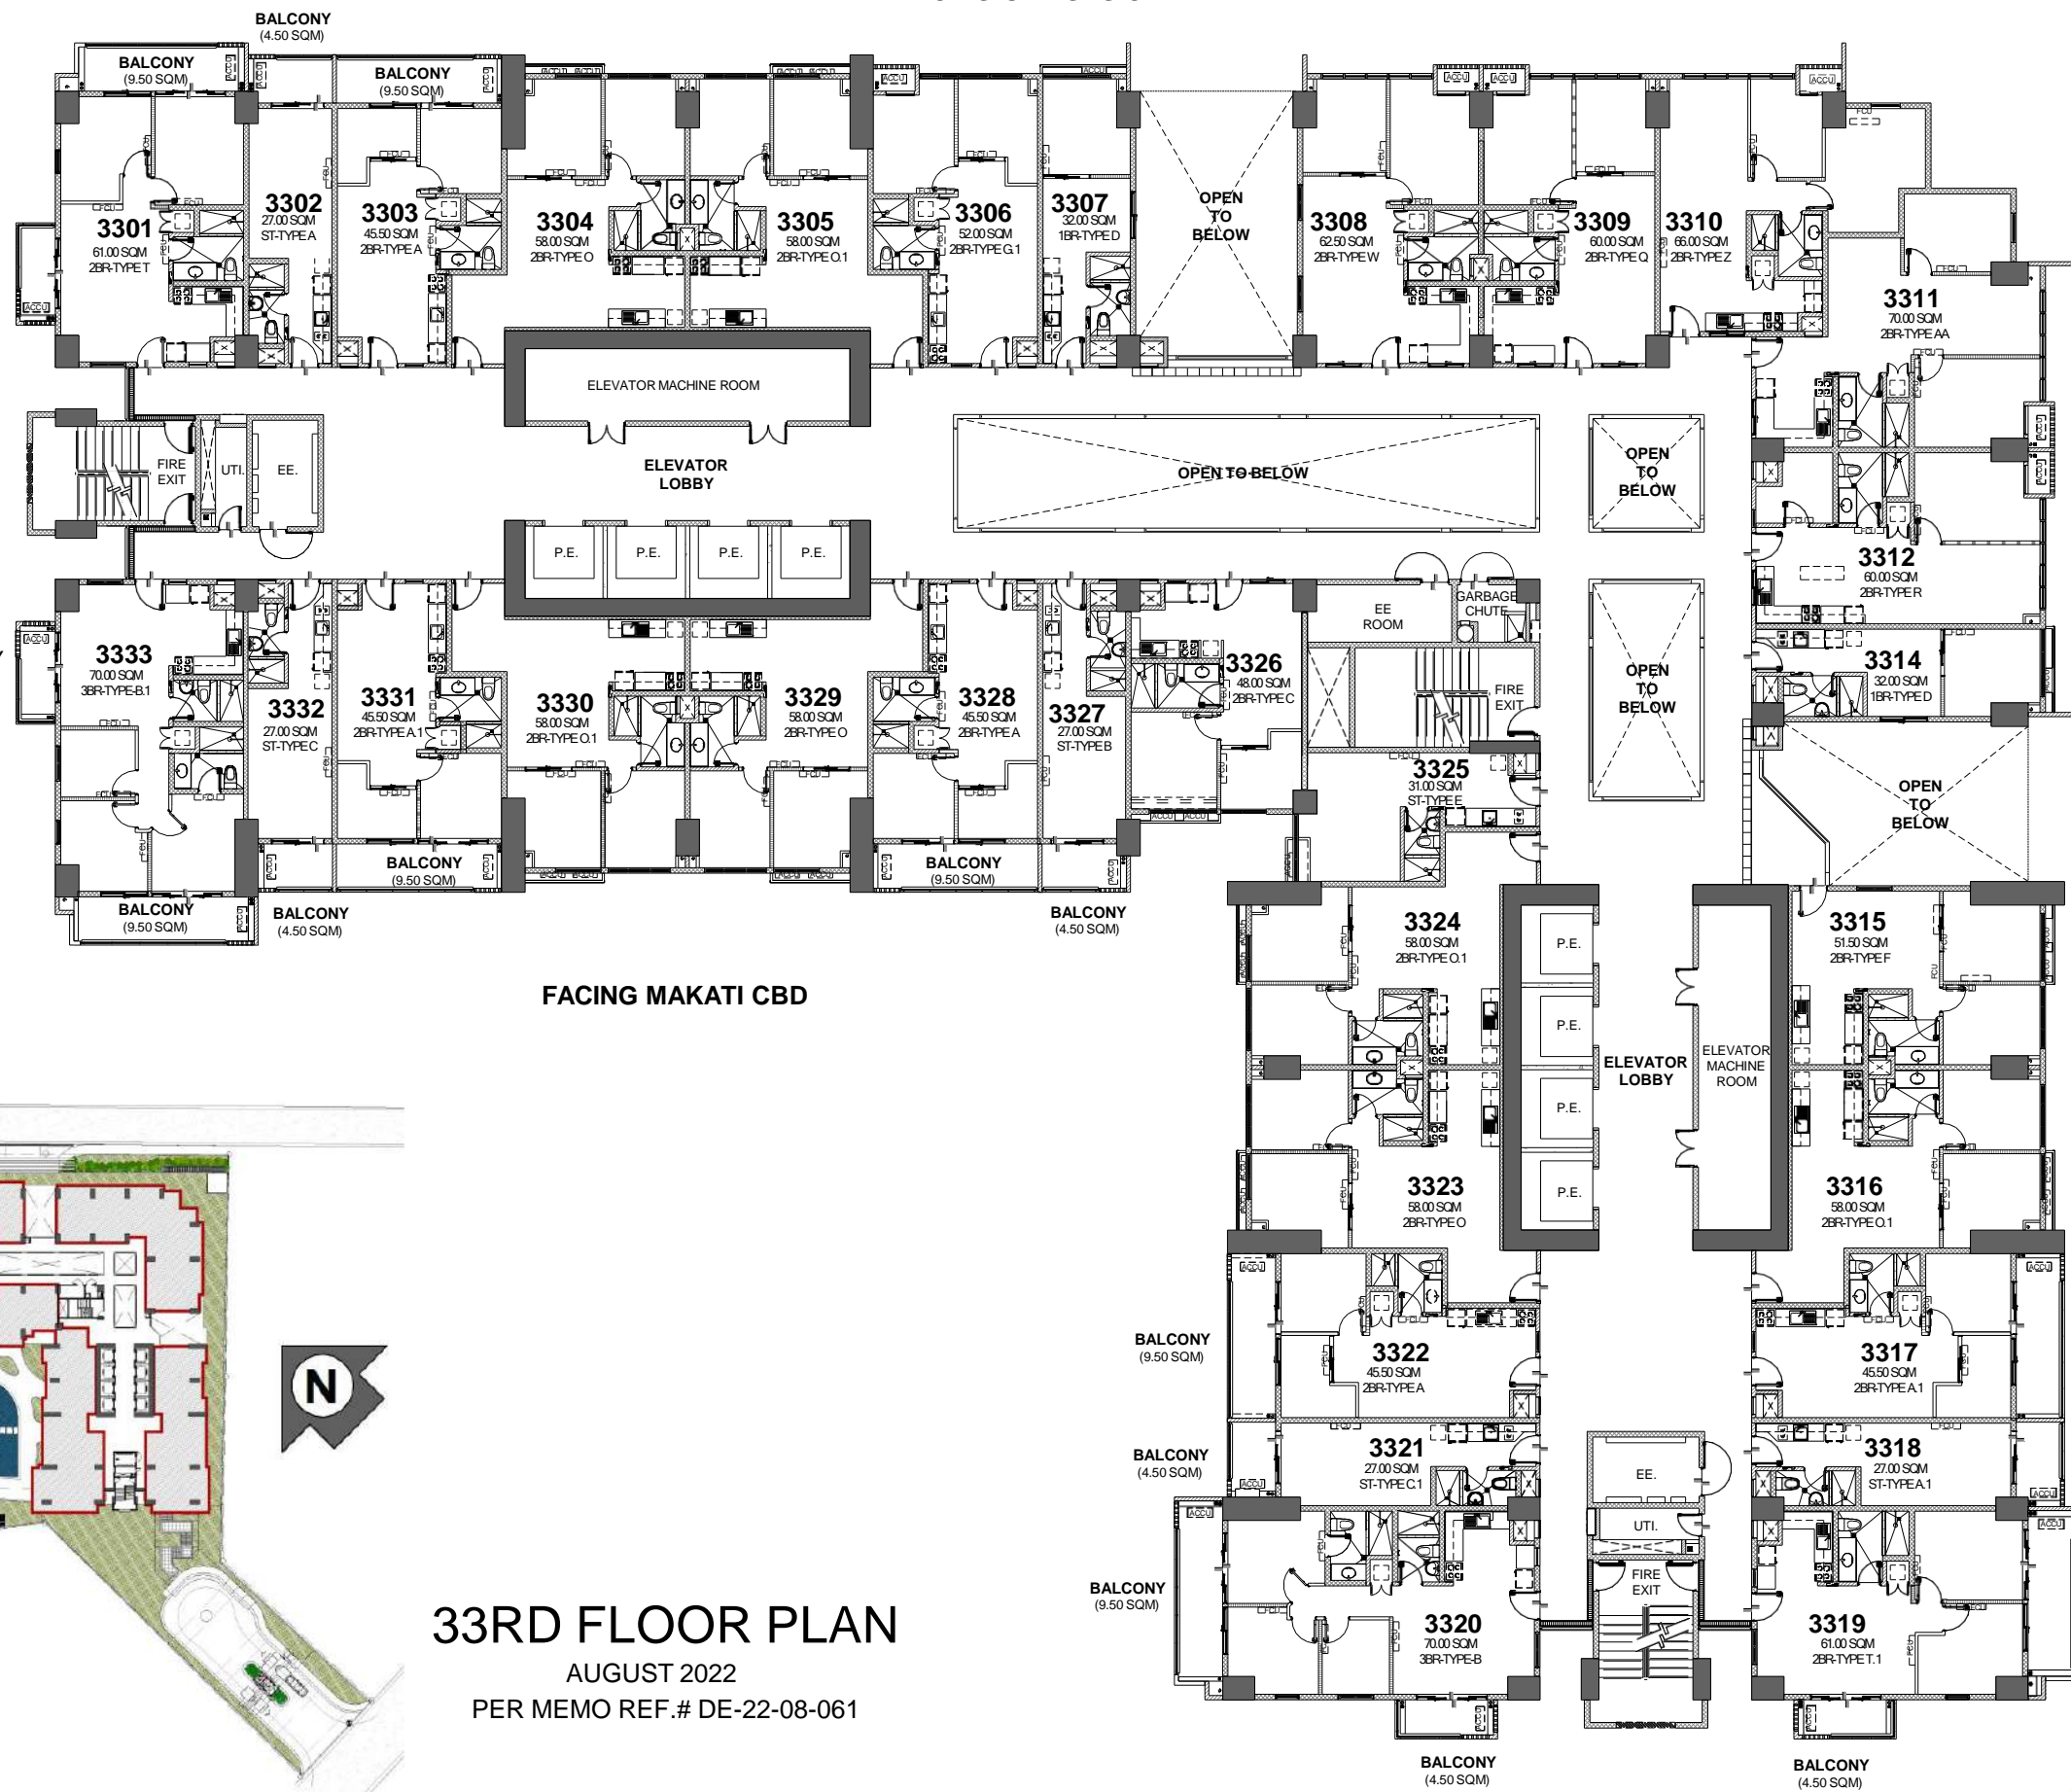 BALCONY
(4.50 SQM)
BALCONY
(9.50 SQM)
BALCONY
(9.50 SQM)
3301
61.00 SQM
2BR-TYPE T
3302
27.00 SQM
ST-TYPE A
3303
45.50 SQM
2BR-TYPE A
3304
58.00 SQM
2BR-TYPE O
3305
58.00 SQM
2BR-TYPE O.1
3306
52.00 SQM
2BR-TYPE G.1
3307
32.00 SQM
1BR-TYPE D
OPEN
TO
BELOW
3308
62.50 SQM
2BR-TYPE W
3309
60.00 SQM
2BR-TYPE Q
3310
66.00 SQM
2BR-TYPE Z
3311
70.00 SQM
2BR-TYPE AA
ELEVATOR MACHINE ROOM
ELEVATOR
LOBBY
FIRE
EXIT
UTI.
EE.
OPEN TO BELOW
OPEN
TO
BELOW
P.E.
P.E.
P.E.
P.E.
3312
60.00 SQM
2BR-TYPE R
EE
ROOM
GARBAGE
CHUTE
OPEN
TO
BELOW
3314
32.00 SQM
1BR-TYPE D
3333
70.00 SQM
3BR-TYPE-B.1
3332
27.00 SQM
ST-TYPE C
3331
45.50 SQM
2BR-TYPE A.1
3330
58.00 SQM
2BR-TYPE O.1
3329
58.00 SQM
2BR-TYPE O
3328
45.50 SQM
2BR-TYPE A
3327
27.00 SQM
ST-TYPE B
3326
48.00 SQM
2BR-TYPE C
FIRE
EXIT
3325
31.00 SQM
ST-TYPE E
OPEN
TO
BELOW
BALCONY
(9.50 SQM)
BALCONY
(4.50 SQM)
BALCONY
(9.50 SQM)
BALCONY
(9.50 SQM)
BALCONY
(4.50 SQM)
FACING MAKATI CBD
3324
58.00 SQM
2BR-TYPE O.1
P.E.
P.E.
P.E.
P.E.
ELEVATOR
LOBBY
ELEVATOR
MACHINE
ROOM
3315
51.50 SQM
2BR-TYPE F
3323
58.00 SQM
2BR-TYPE O
3316
58.00 SQM
2BR-TYPE O.1
BALCONY
(9.50 SQM)
3322
45.50 SQM
2BR-TYPE A
3317
45.50 SQM
2BR-TYPE A.1
BALCONY
(4.50 SQM)
3321
27.00 SQM
ST-TYPE C.1
EE.
3318
27.00 SQM
ST-TYPE A.1
UTI.
FIRE
EXIT
BALCONY
(9.50 SQM)
3320
70.00 SQM
3BR-TYPE-B
3319
61.00 SQM
2BR-TYPE T.1
BALCONY
(4.50 SQM)
BALCONY
(4.50 SQM)
N
33RD FLOOR PLAN
AUGUST 2022
PER MEMO REF.# DE-22-08-061